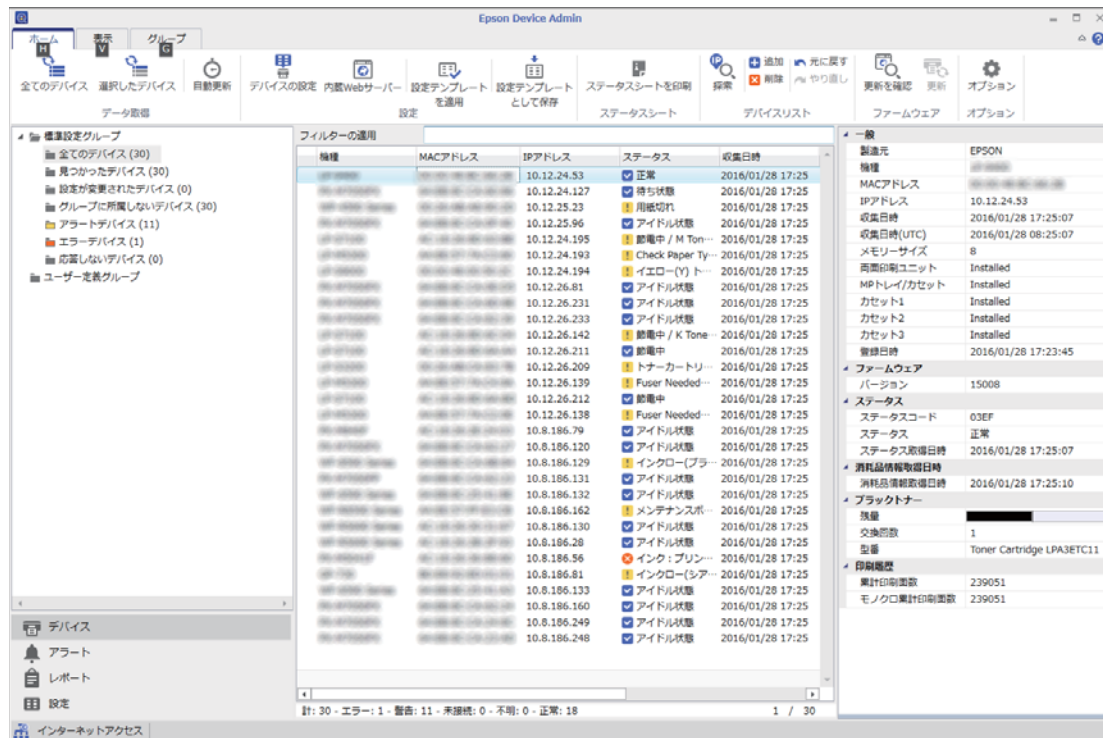 Epson Device Admin
ホーム 表示 グループ
H V G
全てのデバイス 選択したデバイス 自動更新 デバイスの設定 内蔵Webサーバー 設定テンプレートを適用 設定テンプレートとして保存 ステータスシートを印刷 探索 追加 削除 元に戻す やり直し 更新を確認 更新 オプション
データ取得 設定 ステータスシート デバイスリスト ファームウェア オプション
標準設定グループ
全てのデバイス (30)
見つかったデバイス (30)
設定が変更されたデバイス (0)
グループに所属しないデバイス (30)
アラートデバイス (11)
エラーデバイス (1)
応答しないデバイス (0)
ユーザー定義グループ
デバイス
アラート
レポート
設定
インターネットアクセス
フィルターの適用
機種 MACアドレス IPアドレス ステータス 収集日時
10.12.24.53 正常 2016/01/28 17:25
10.12.24.127 待ち状態 2016/01/28 17:25
10.12.25.23 用紙切れ 2016/01/28 17:25
10.12.25.96 アイドル状態 2016/01/28 17:25
10.12.24.195 節電中 / M Ton… 2016/01/28 17:25
10.12.24.193 Check Paper Ty… 2016/01/28 17:25
10.12.24.194 イエロー(Y) ト… 2016/01/28 17:25
10.12.26.81 アイドル状態 2016/01/28 17:25
10.12.26.231 アイドル状態 2016/01/28 17:25
10.12.26.233 アイドル状態 2016/01/28 17:25
10.12.26.142 節電中 / K Tone… 2016/01/28 17:25
10.12.26.211 節電中 2016/01/28 17:25
10.12.26.209 トナーカートリ… 2016/01/28 17:25
10.12.26.139 Fuser Needed… 2016/01/28 17:25
10.12.26.212 節電中 2016/01/28 17:25
10.12.26.138 Fuser Needed… 2016/01/28 17:25
10.8.186.79 アイドル状態 2016/01/28 17:25
10.8.186.120 アイドル状態 2016/01/28 17:25
10.8.186.129 インクロー(ブラ… 2016/01/28 17:25
10.8.186.131 アイドル状態 2016/01/28 17:25
10.8.186.132 アイドル状態 2016/01/28 17:25
10.8.186.162 メンテナンスボ… 2016/01/28 17:25
10.8.186.130 アイドル状態 2016/01/28 17:25
10.8.186.28 アイドル状態 2016/01/28 17:25
10.8.186.56 インク : プリン… 2016/01/28 17:25
10.8.186.81 インクロー(シア… 2016/01/28 17:25
10.8.186.133 アイドル状態 2016/01/28 17:25
10.8.186.160 アイドル状態 2016/01/28 17:25
10.8.186.249 アイドル状態 2016/01/28 17:25
10.8.186.248 アイドル状態 2016/01/28 17:25
計: 30 - エラー: 1 - 警告: 11 - 未接続: 0 - 不明: 0 - 正常: 18 1 / 30
一般
製造元 EPSON
機種
MACアドレス
IPアドレス 10.12.24.53
収集日時 2016/01/28 17:25:07
収集日時(UTC) 2016/01/28 08:25:07
メモリーサイズ 8
両面印刷ユニット Installed
MPトレイ/カセット Installed
カセット1 Installed
カセット2 Installed
カセット3 Installed
登録日時 2016/01/28 17:23:45
ファームウェア
バージョン 15008
ステータス
ステータスコード 03EF
ステータス 正常
ステータス取得日時 2016/01/28 17:25:07
消耗品情報取得日時
消耗品情報取得日時 2016/01/28 17:25:10
ブラックトナー
残量
交換回数 1
型番 Toner Cartridge LPA3ETC11
印刷履歴
累計印刷面数 239051
モノクロ累計印刷面数 239051